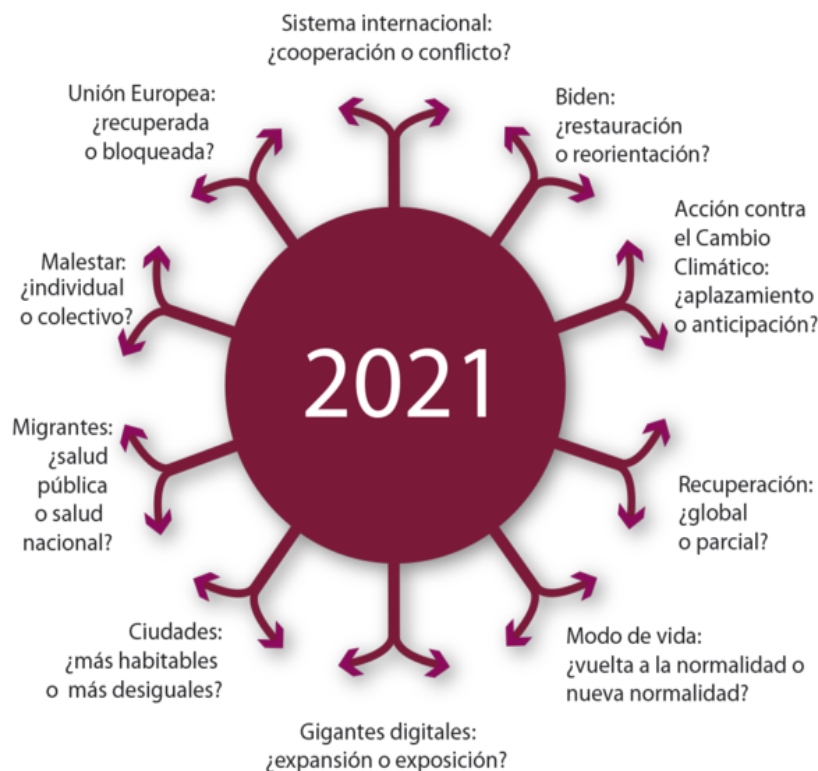 Sistema internacional:
¿cooperación o conflicto?
Biden:
¿restauración
o reorientación?
Acción contra
el Cambio
Climático:
¿aplazamiento
o anticipación?
Recuperación:
¿global
o parcial?
Modo de vida:
¿vuelta a la normalidad o
nueva normalidad?
Gigantes digitales:
¿expansión o exposición?
Ciudades:
¿más habitables
o más desiguales?
Migrantes:
¿salud
pública
o salud
nacional?
Malestar:
¿individual
o colectivo?
Unión Europea:
¿recuperada
o bloqueada?
2021